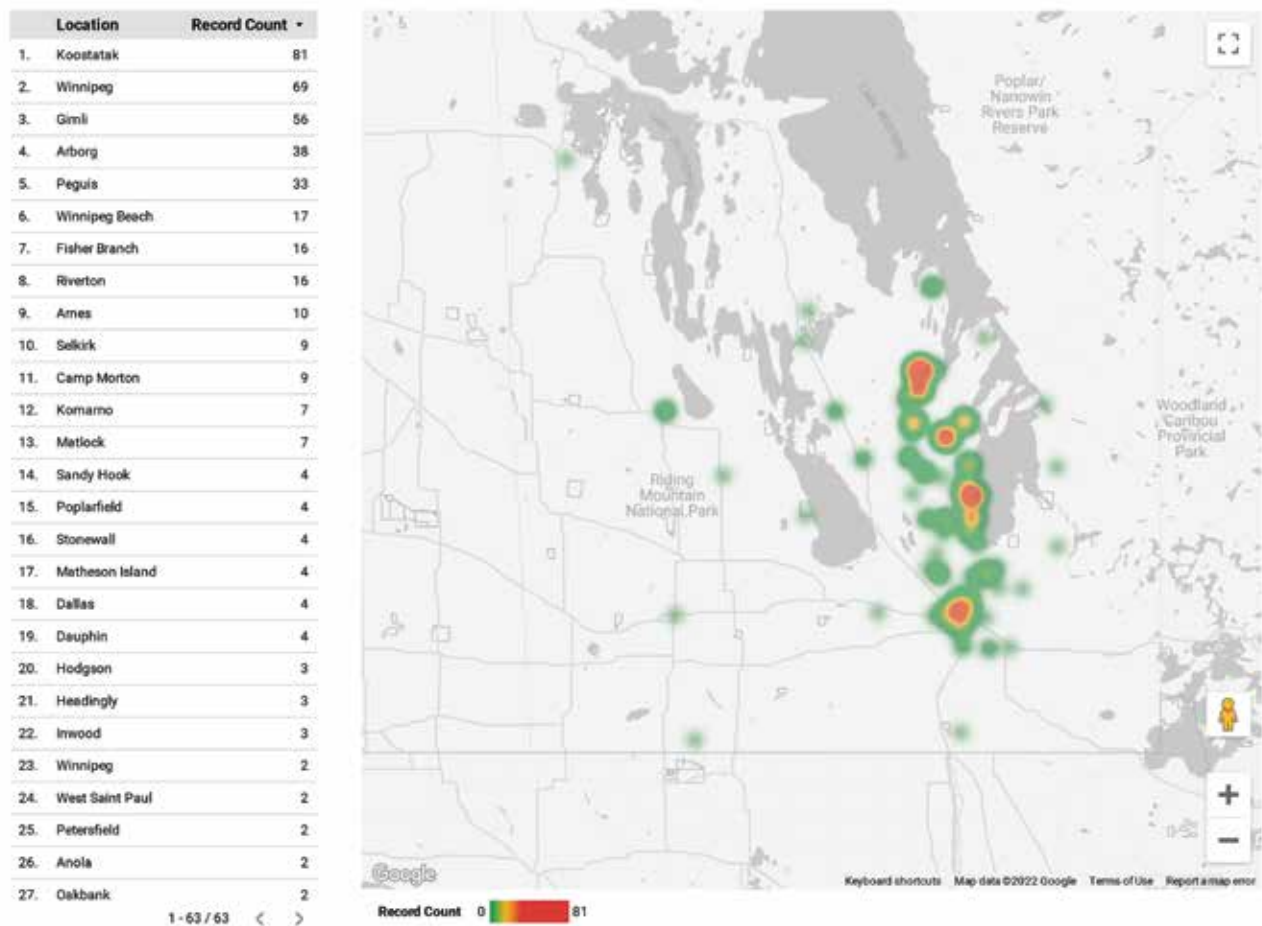 Location Record Count
1. Koostatak 81
2. Winnipeg 69
3. Gimli 56
4. Arborg 38
5. Peguis 33
6. Winnipeg Beach 17
7. Fisher Branch 16
8. Riverton 16
9. Arnes 10
10. Selkirk 9
11. Camp Morton 9
12. Komarno 7
13. Matlock 7
14. Sandy Hook 4
15. Poplarfield 4
16. Stonewall 4
17. Matheson Island 4
18. Dallas 4
19. Dauphin 4
20. Hodgson 3
21. Headingly 3
22. Inwood 3
23. Winnipeg 2
24. West Saint Paul 2
25. Petersfield 2
26. Anola 2
27. Oakbank 2
1 - 63 / 63
Poplar/
Nanowin
Rivers Park
Reserve
Woodland
Caribou
Provincial
Park
Riding
Mountain
National Park
Google
Keyboard shortcuts Map data ©2022 Google Terms of Use Report a map error
Record Count 0 81